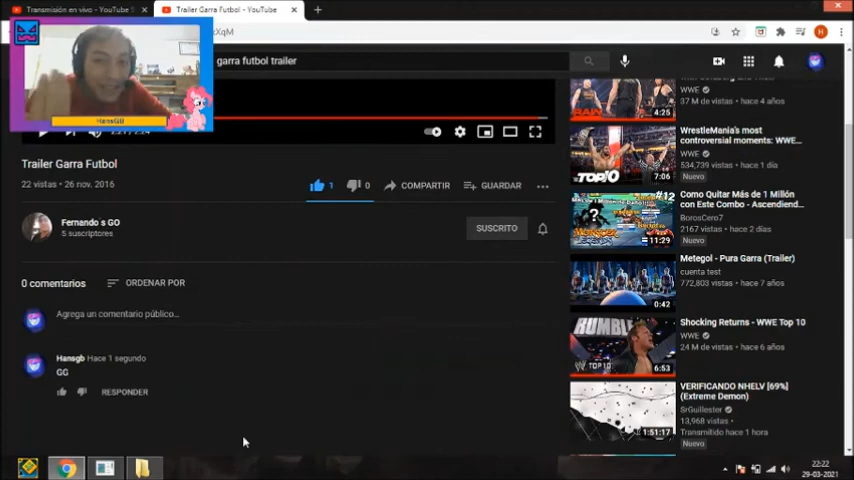 Transmisión en vivo - YouTube S
Trailer Garra Futbol - YouTube
XqM
garra futbol trailer
H
HansGB
Trailer Garra Futbol
22 vistas • 26 nov. 2016
1
0
COMPARTIR
GUARDAR
Fernando´s GO
5 suscriptores
SUSCRITO
0 comentarios
ORDENAR POR
Agrega un comentario público...
Hansgb Hace 1 segundo
GG
RESPONDER
RAW
4:25
WWE
37 M de vistas • hace 4 años
TOP10
7:06
WrestleMania's most
controversial moments: WWE...
WWE
534,739 vistas • hace 1 día
Nuevo
#12
11:29
Como Quitar Más de 1 Millón
con Este Combo - Ascendiend...
BorosCero7
2167 vistas • hace 2 días
Nuevo
0:42
Metegol - Pura Garra (Trailer)
cuenta test
772,803 vistas • hace 7 años
RUMBLE
TOP10
6:53
Shocking Returns - WWE Top 10
WWE
24 M de vistas • hace 6 años
1:51:17
VERIFICANDO NHELV [69%]
(Extreme Demon)
SrGuillester
13,968 vistas •
Transmitido hace 1 hora
Nuevo
22:22
29-03-2021